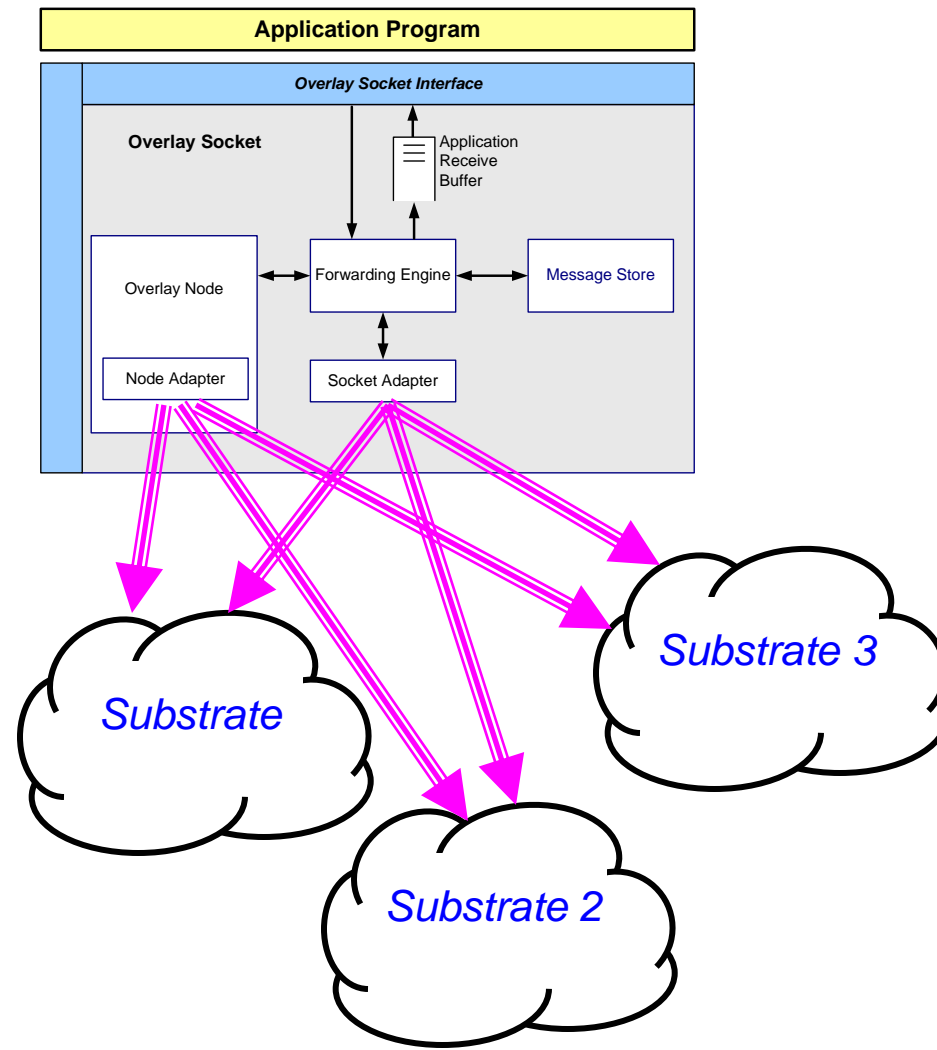 Application Program
Overlay Socket Interface
Overlay Socket
Application
Receive
Buffer
Overlay Node
Forwarding Engine
Message Store
Node Adapter
Socket Adapter
Substrate 3
Substrate
Substrate 2